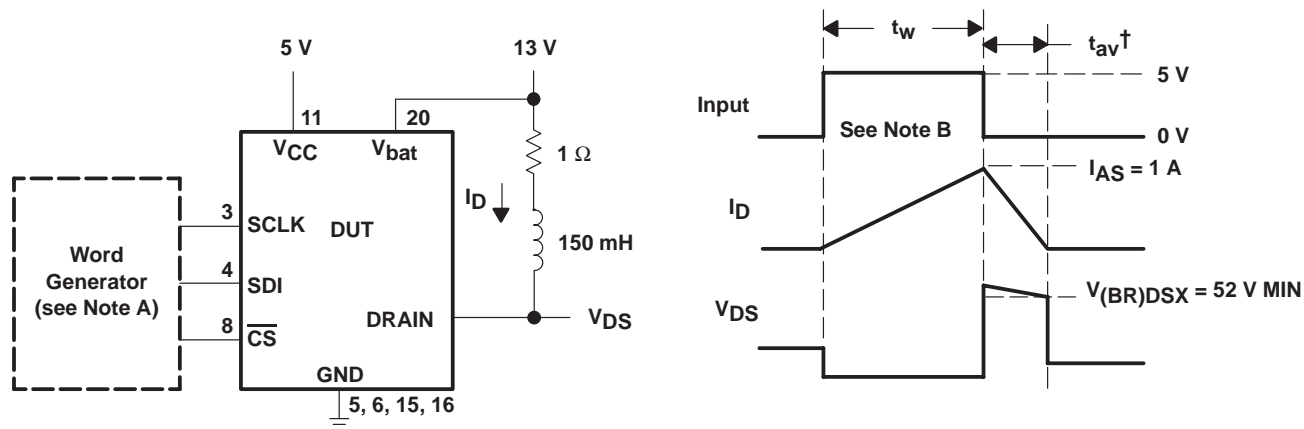 5 V
13 V
11
20
VCC
Vbat
1 Ω
ID
150 mH
Word
Generator
(see Note A)
3
SCLK
DUT
4
SDI
8
CS
DRAIN
VDS
GND
5, 6, 15, 16
tw
tav†
5 V
Input
See Note B
0 V
IAS = 1 A
ID
V(BR)DSX = 52 V MIN
VDS